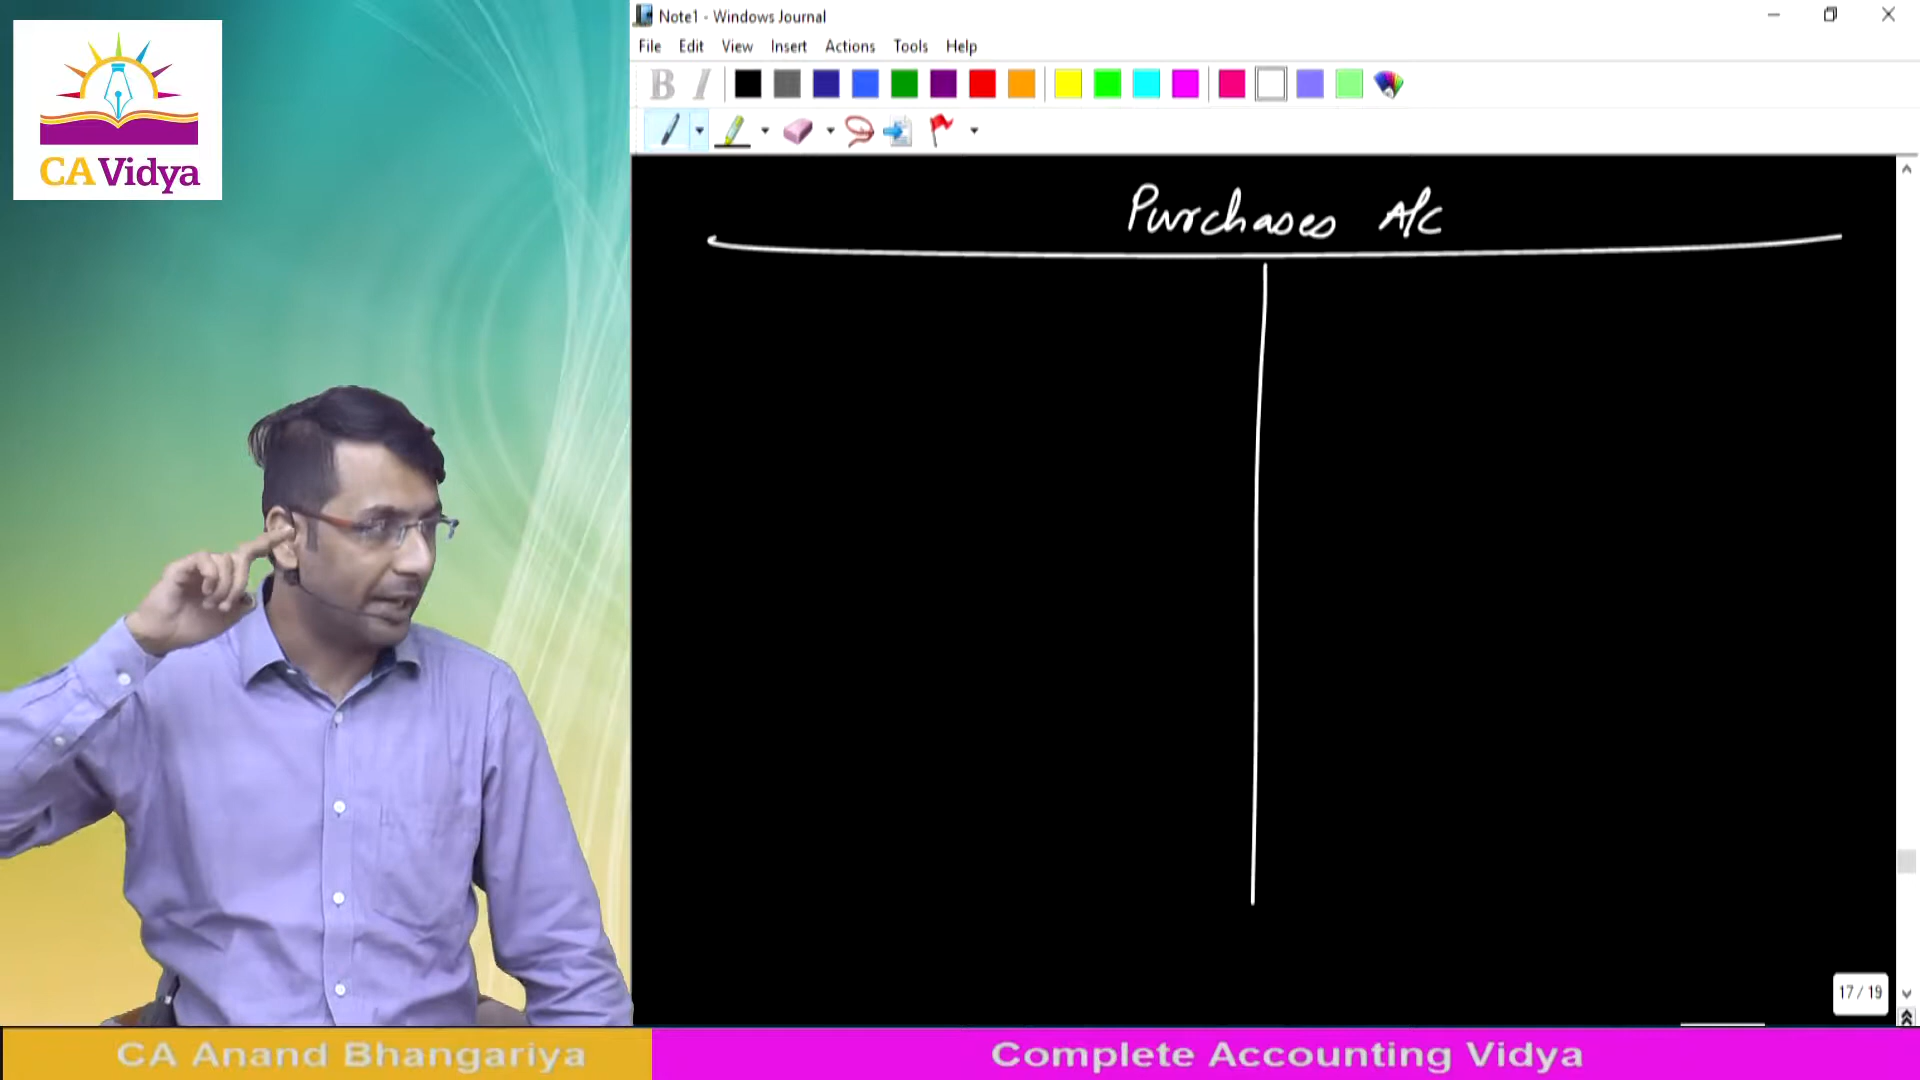 CA Vidya
Note1 - Windows Journal
File Edit View Insert Actions Tools Help
B I
Purchases A/C
17 / 19
CA Anand Bhangariya
Complete Accounting Vidya